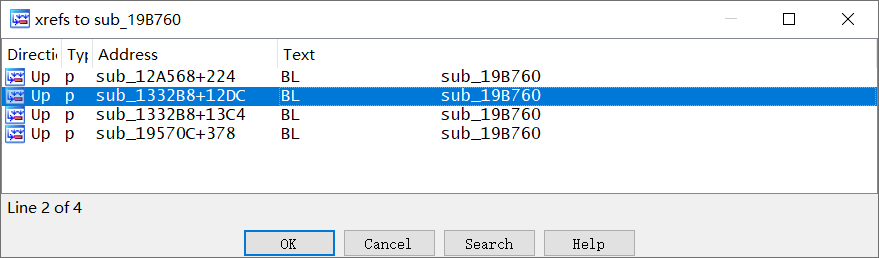 xrefs to sub_19B760
Directic Typ Address Text
Up p sub_12A568+224 BL sub_19B760
Up p sub_1332B8+12DC BL sub_19B760
Up p sub_1332B8+13C4 BL sub_19B760
Up p sub_19570C+378 BL sub_19B760
Line 2 of 4
OK Cancel Search Help